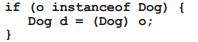 if (o instanceof Dog) {
    Dog d = (Dog) o;
}